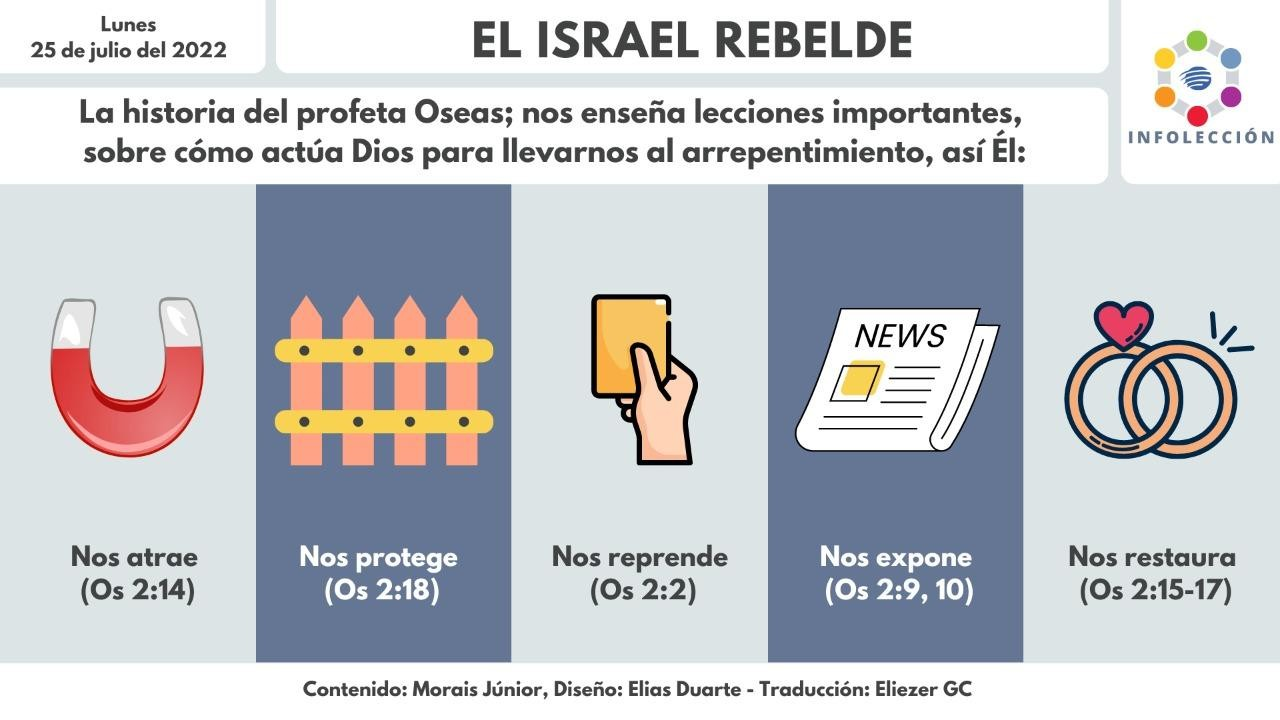 Lunes
25 de julio del 2022
EL ISRAEL REBELDE
INFOLECCIÓN
La historia del profeta Oseas; nos enseña lecciones importantes,
sobre cómo actúa Dios para llevarnos al arrepentimiento, así Él:
NEWS
Nos atrae
(Os 2:14)
Nos protege
(Os 2:18)
Nos reprende
(Os 2:2)
Nos expone
(Os 2:9, 10)
Nos restaura
(Os 2:15-17)
Contenido: Morais Júnior, Diseño: Elias Duarte - Traducción: Eliezer GC